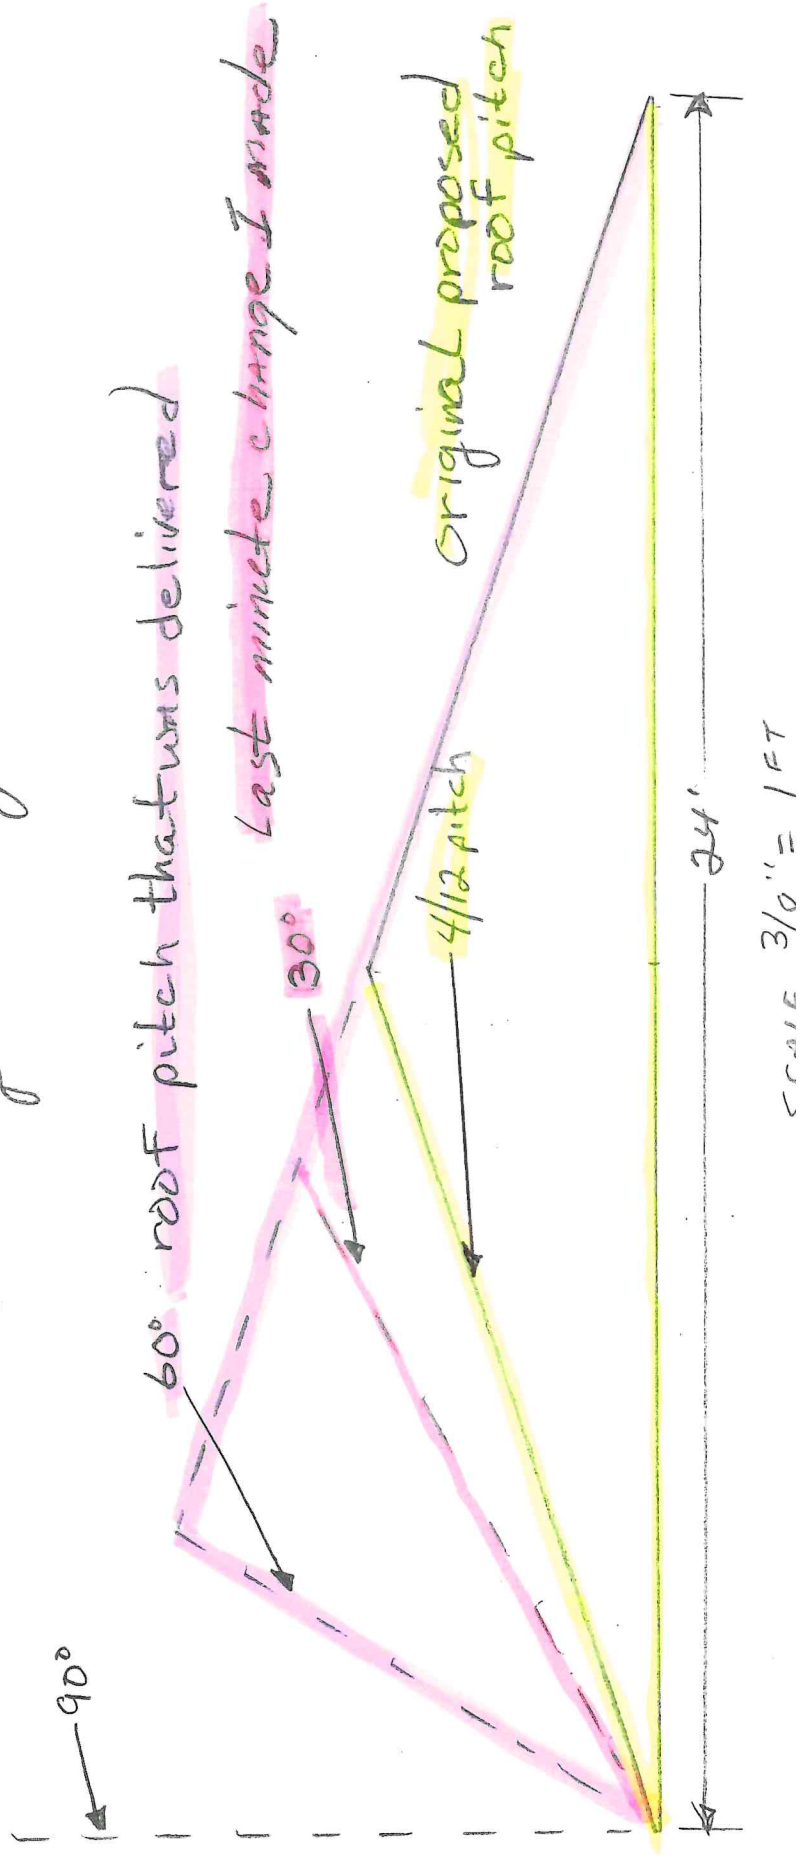 90°
60° roof pitch that was delivered
Last minute change I made
30°
original proposed
roof pitch
4/12 pitch
24'
SCALE 3/8" = 1 FT